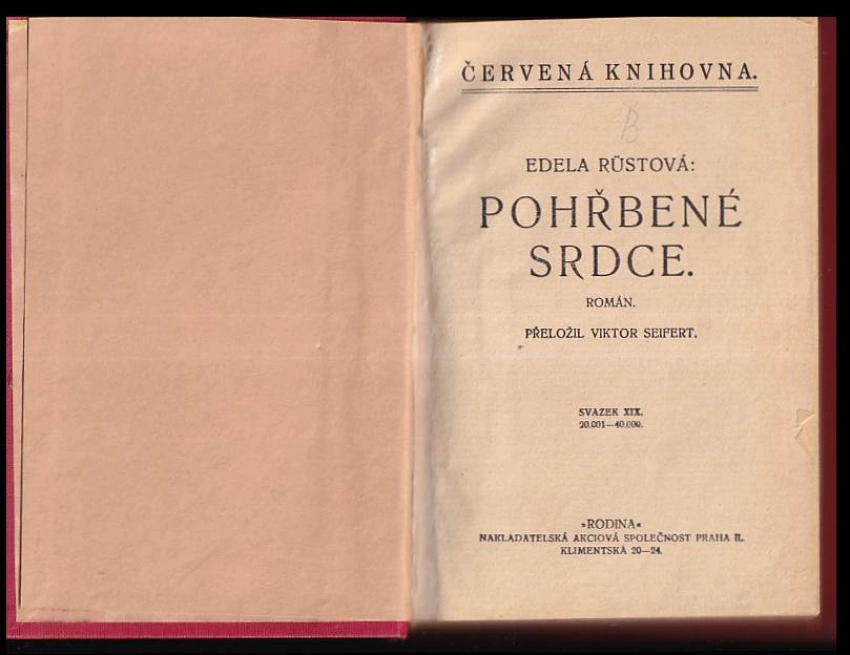 ČERVENÁ KNIHOVNA.
B
EDELA RÜSTOVÁ:
POHŘBENÉ
SRDCE.
ROMÁN.
PŘELOŽIL VIKTOR SEIFERT.
SVAZEK XIX.
20.001—40.000.
»RODINA«
NAKLADATELSKÁ AKCIOVÁ SPOLEČNOST PRAHA II.
KLIMENTSKÁ 20—24.